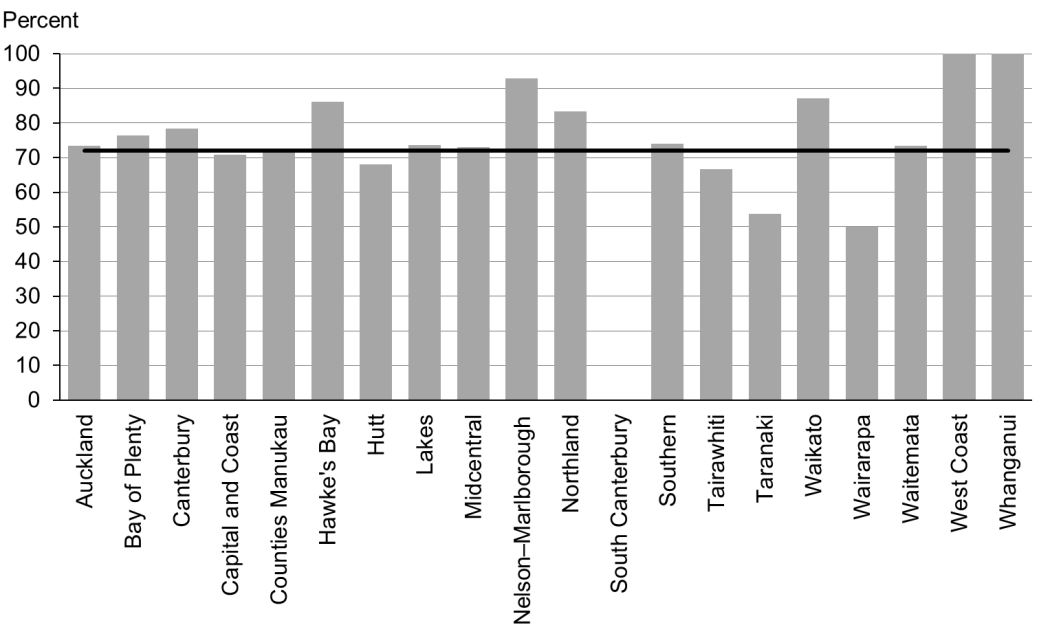 Percent
100
90
80
70
60
50
40
30
20
10
0
Auckland
Bay of Plenty
Canterbury
Capital and Coast
Counties Manukau
Hawke's Bay
Hutt
Lakes
Midcentral
Nelson–Marlborough
Northland
South Canterbury
Southern
Tairawhiti
Taranaki
Waikato
Wairarapa
Waitemata
West Coast
Whanganui